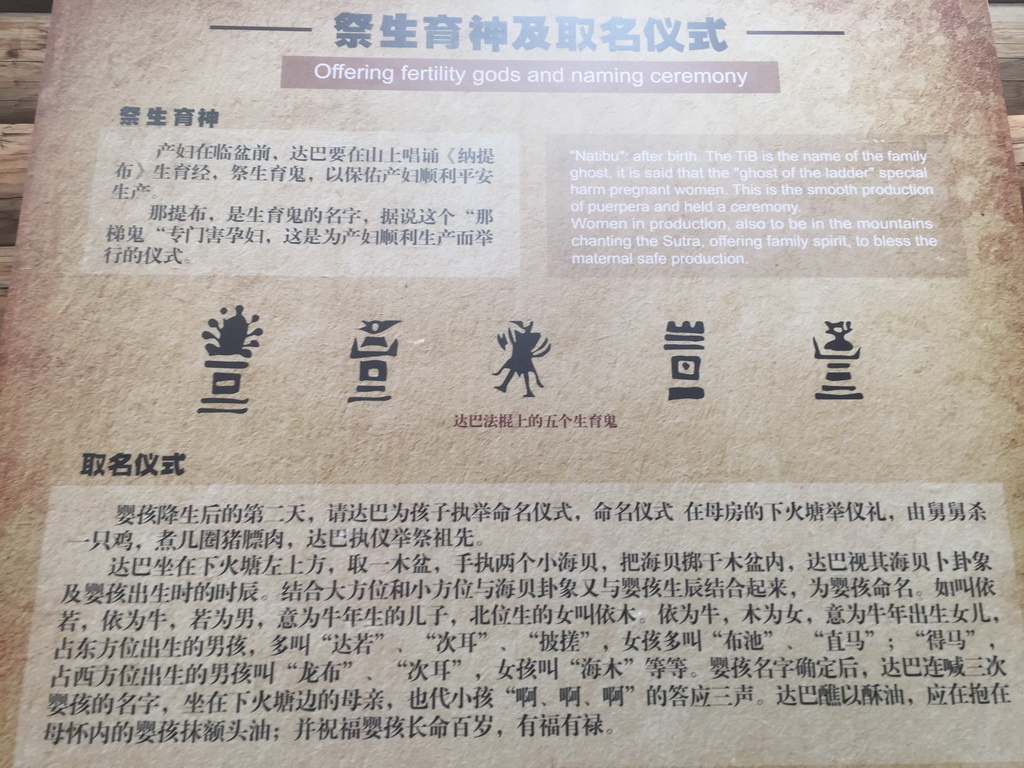 祭生育神及取名仪式
Offering fertility gods and naming ceremony
祭生育神
产妇在临盆前，达巴要在山上唱诵《纳提
布》生育经，祭生育鬼，以保佑产妇顺利平安
生产。
那提布，是生育鬼的名字，据说这个“那
梯鬼“专门害孕妇，这是为产妇顺利生产而举
行的仪式。
"Natibu": after birth. The TiB is the name of the family
ghost, it is said that the "ghost of the ladder" special
harm pregnant women. This is the smooth production
of puerpera and held a ceremony.
Women in production, also to be in the mountains
chanting the Sutra, offering family spirit, to bless the
maternal safe production.
达巴法棍上的五个生育鬼
取名仪式
婴孩降生后的第二天，请达巴为孩子执举命名仪式，命名仪式 在母房的下火塘举仪礼，由舅舅杀
一只鸡，煮几圈猪膘肉，达巴执仪举祭祖先。
达巴坐在下火塘左上方，取一木盆，手执两个小海贝，把海贝掷于木盆内，达巴视其海贝卜卦象
及婴孩出生时的时辰。结合大方位和小方位与海贝卦象又与婴孩生辰结合起来，为婴孩命名。如叫依
若，依为牛，若为男，意为牛年生的儿子，北位生的女叫依木。依为牛，木为女，意为牛年出生女儿，
占东方位出生的男孩，多叫“达若”、“次耳”、“披搓”，女孩多叫“布池”、“直马”；“得马”，
占西方位出生的男孩叫“龙布”、“次耳”，女孩叫“海木”等等。婴孩名字确定后，达巴连喊三次
婴孩的名字，坐在下火塘边的母亲，也代小孩“啊、啊、啊”的答应三声。达巴醮以酥油，应在抱在
母怀内的婴孩抹额头油；并祝福婴孩长命百岁，有福有禄。